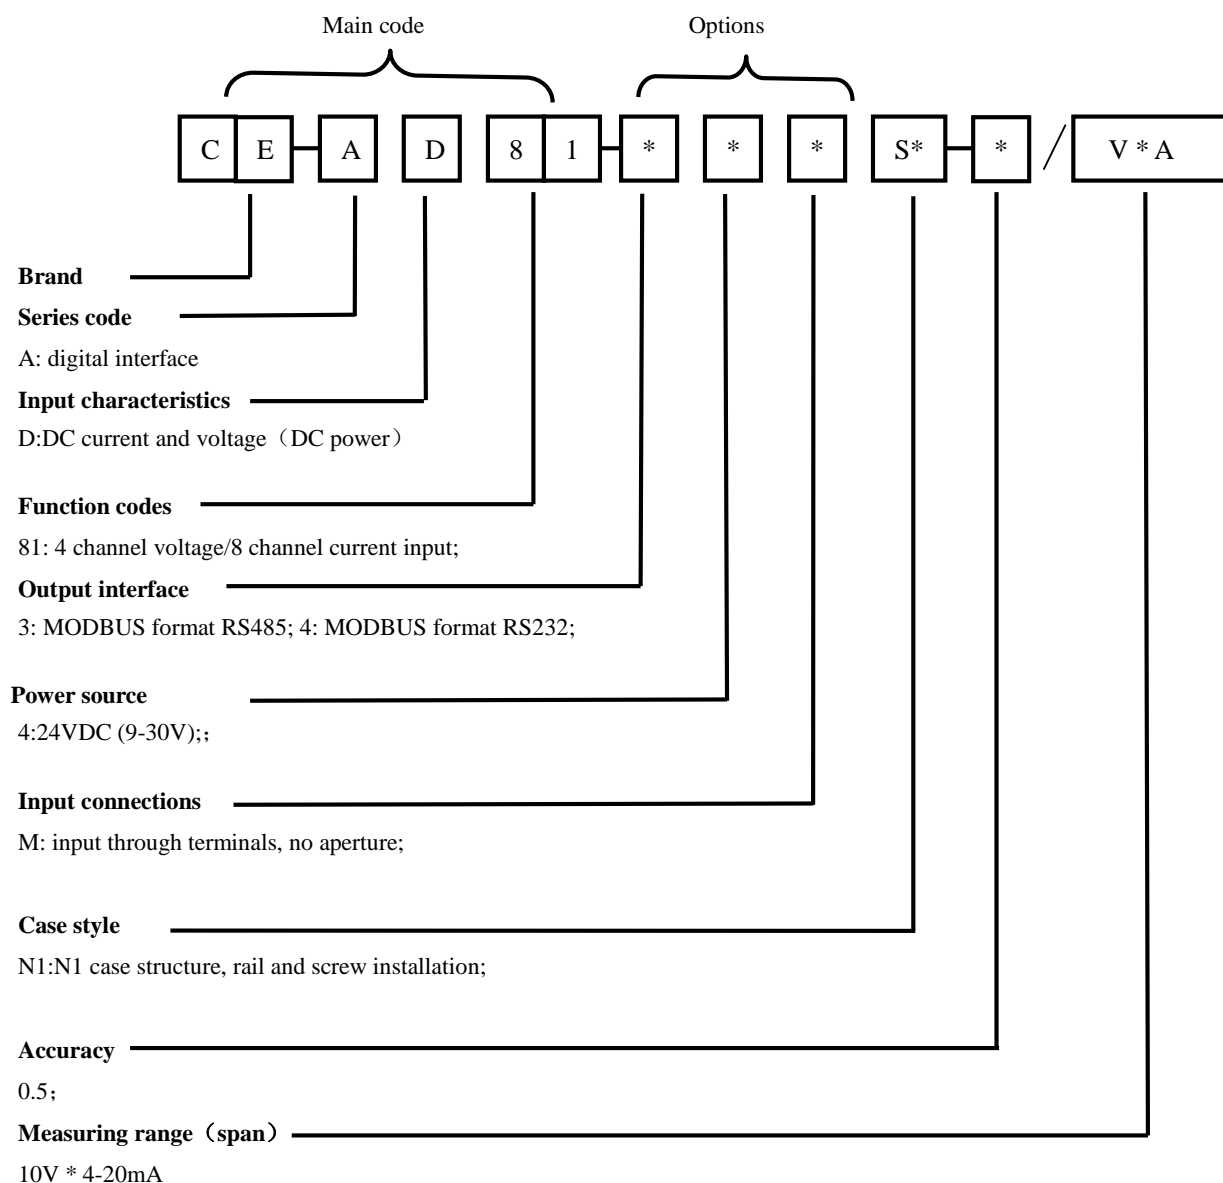 Main code Options
C E A D 8 1 * * * S* * / V * A
Brand
Series code
A: digital interface
Input characteristics
D:DC current and voltage（DC power）
Function codes
81: 4 channel voltage/8 channel current input;
Output interface
3: MODBUS format RS485; 4: MODBUS format RS232;
Power source
4:24VDC (9-30V);；
Input connections
M: input through terminals, no aperture;
Case style
N1:N1 case structure, rail and screw installation;
Accuracy
0.5；
Measuring range（span）
10V * 4-20mA